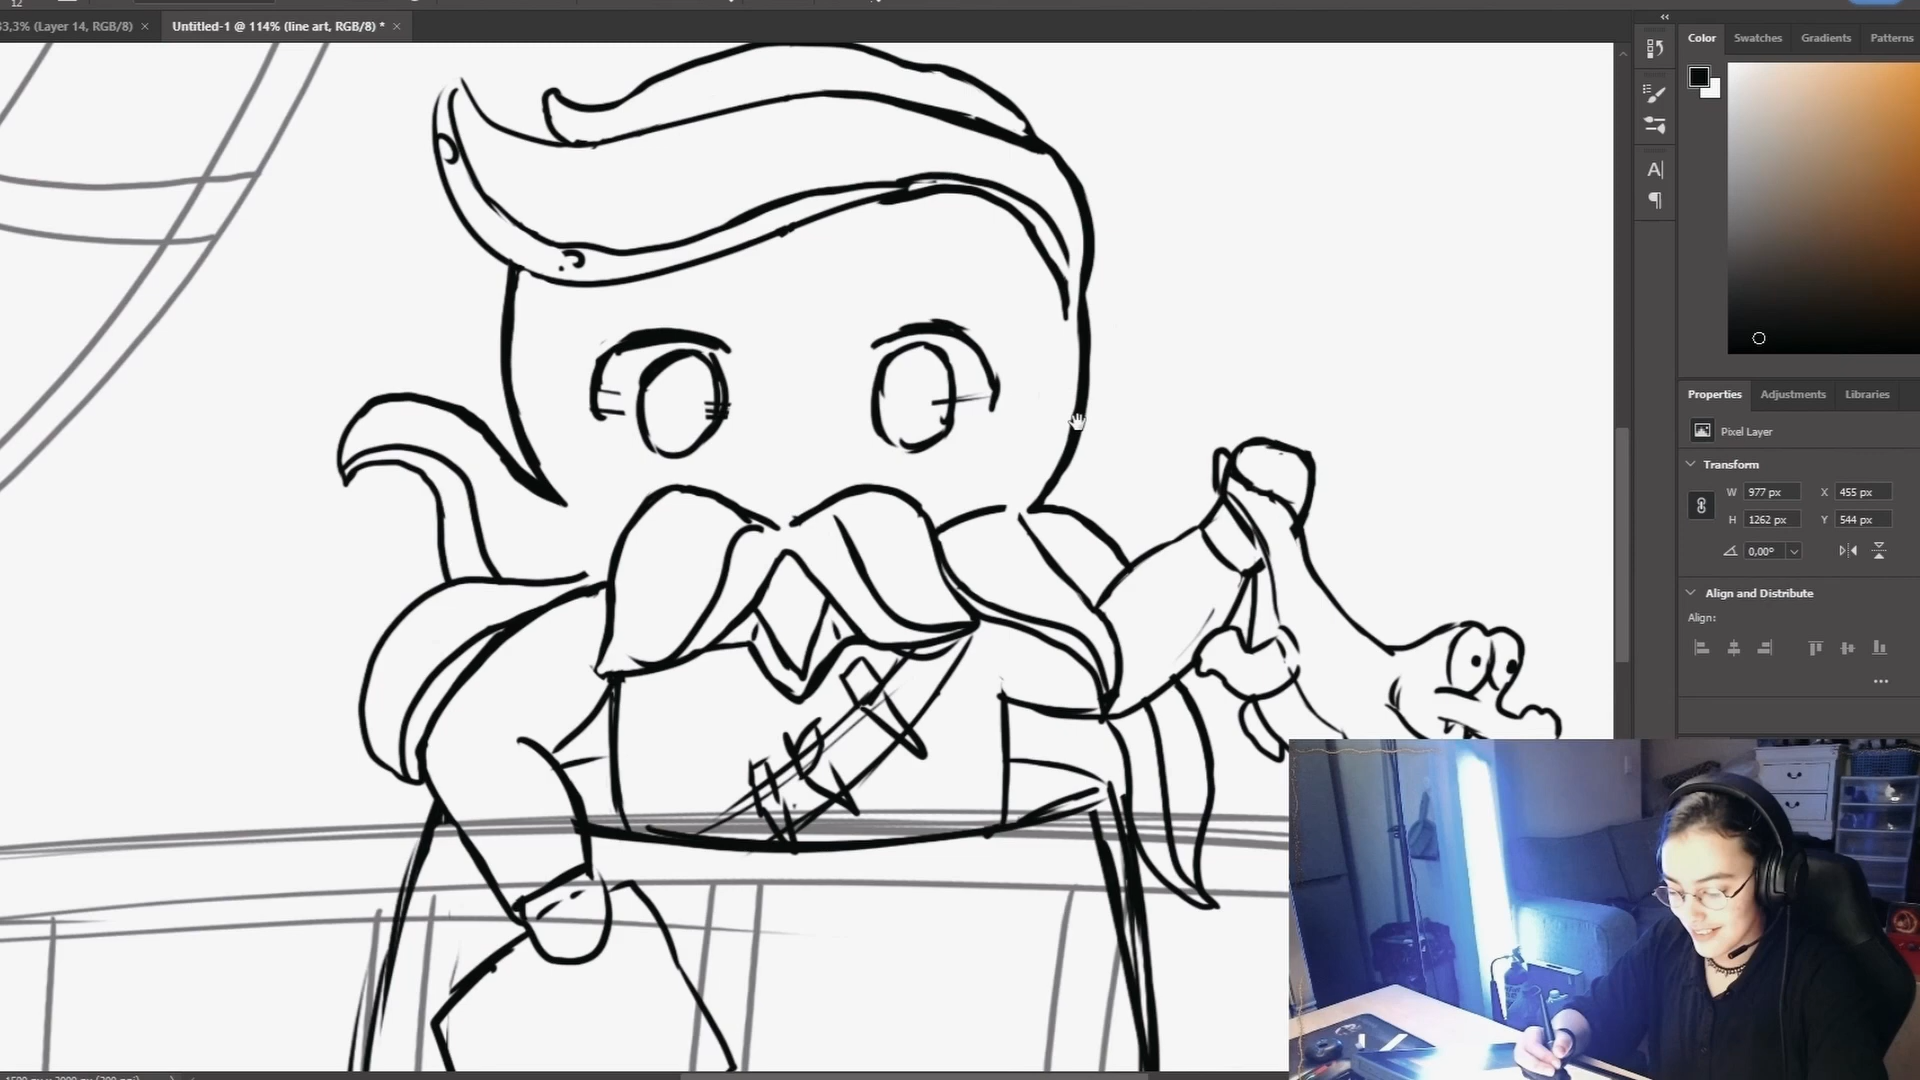 12
33,3% (Layer 14, RGB/8) ×
Untitled-1 @ 114% (line art, RGB/8) * ×
Color Swatches Gradients Patterns
Properties Adjustments Libraries
Pixel Layer
Transform
W 977 px X 455 px
H 1262 px Y 544 px
0,00°
Align and Distribute
Align: